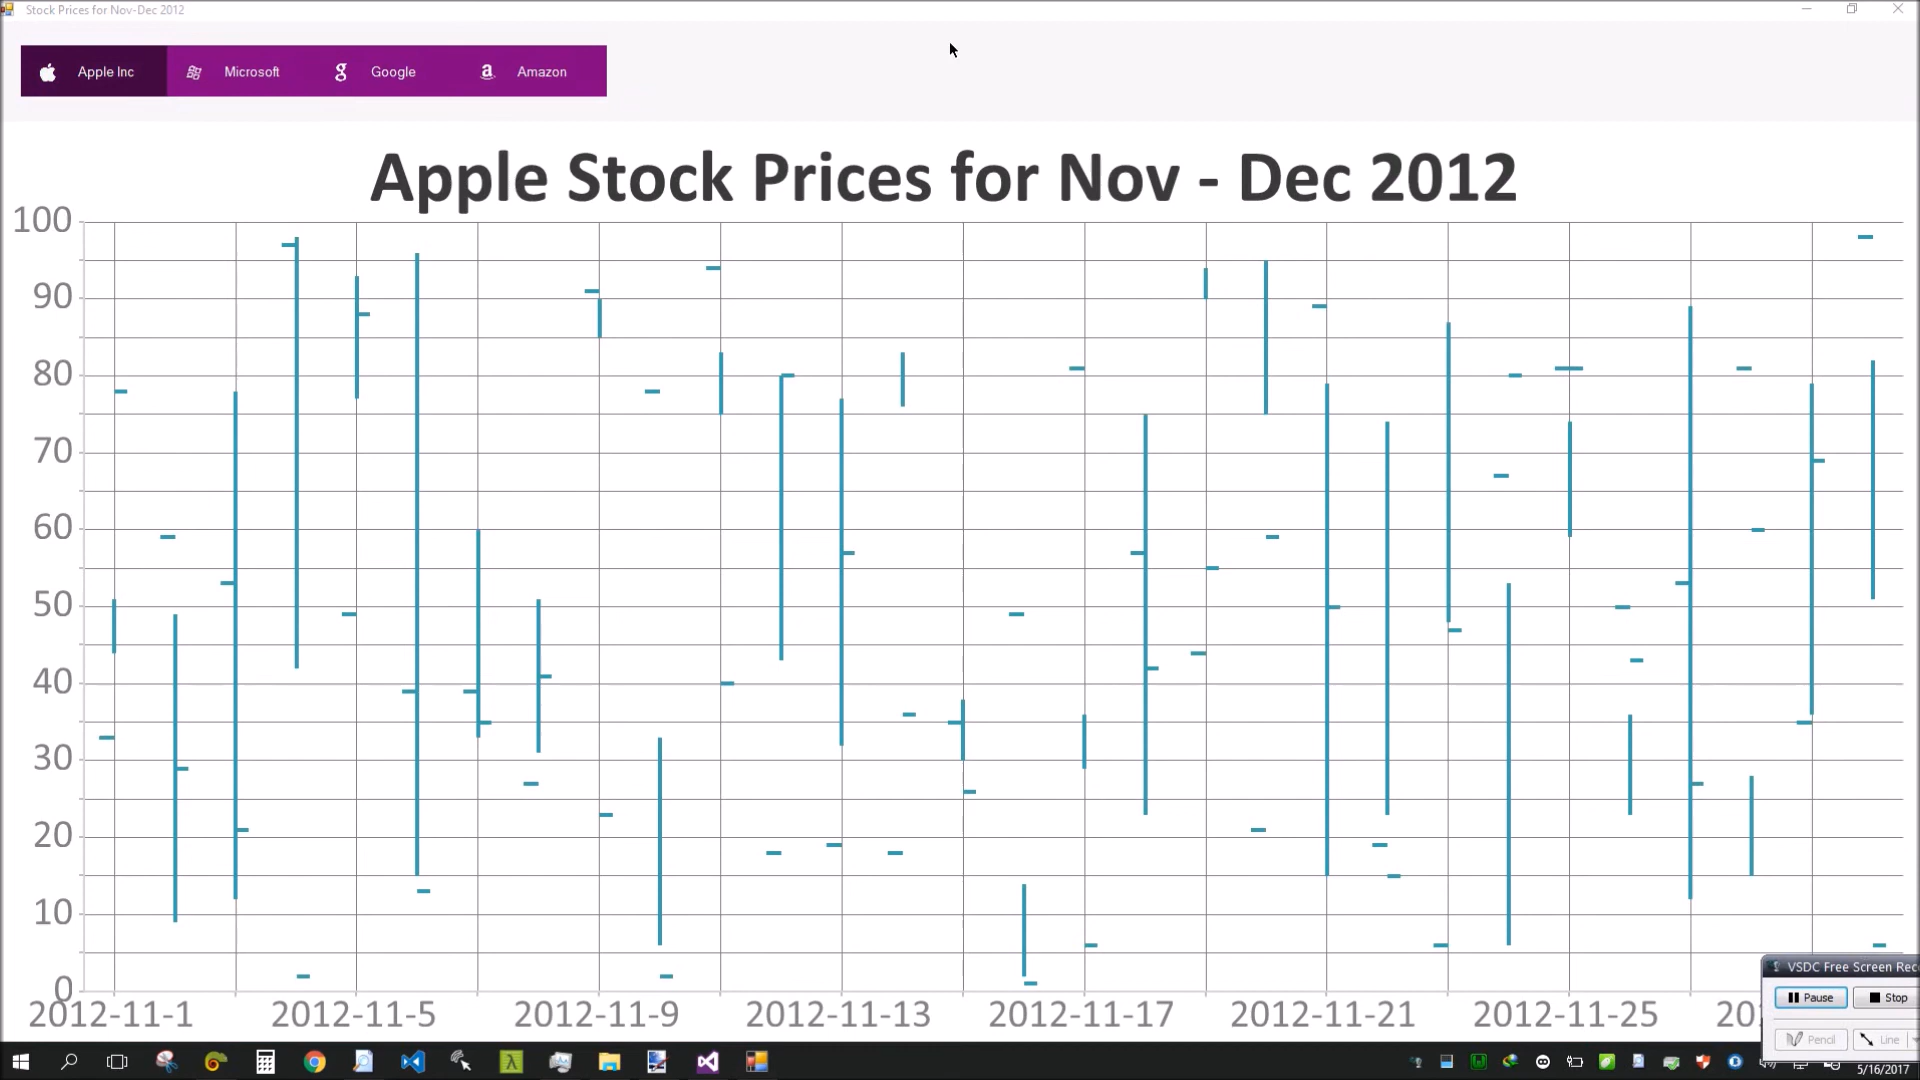 Stock Prices for Nov-Dec 2012
Apple Inc
Microsoft
Google
Amazon
Apple Stock Prices for Nov - Dec 2012
100
90
80
70
60
50
40
30
20
10
0
2012-11-1
2012-11-5
2012-11-9
2012-11-13
2012-11-17
2012-11-21
2012-11-25
VSDC Free Screen Rec
Pause
Stop
Pencil
Line
5/16/2017